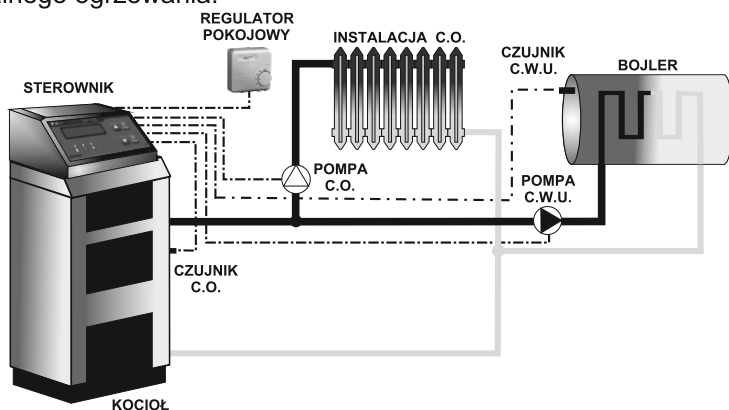 REGULATOR
POKOJOWY
INSTALACJA C.O.
CZUJNIK
C.W.U.
BOJLER
STEROWNIK
POMPA
C.O.
POMPA
C.W.U.
CZUJNIK
C.O.
KOCIOŁ